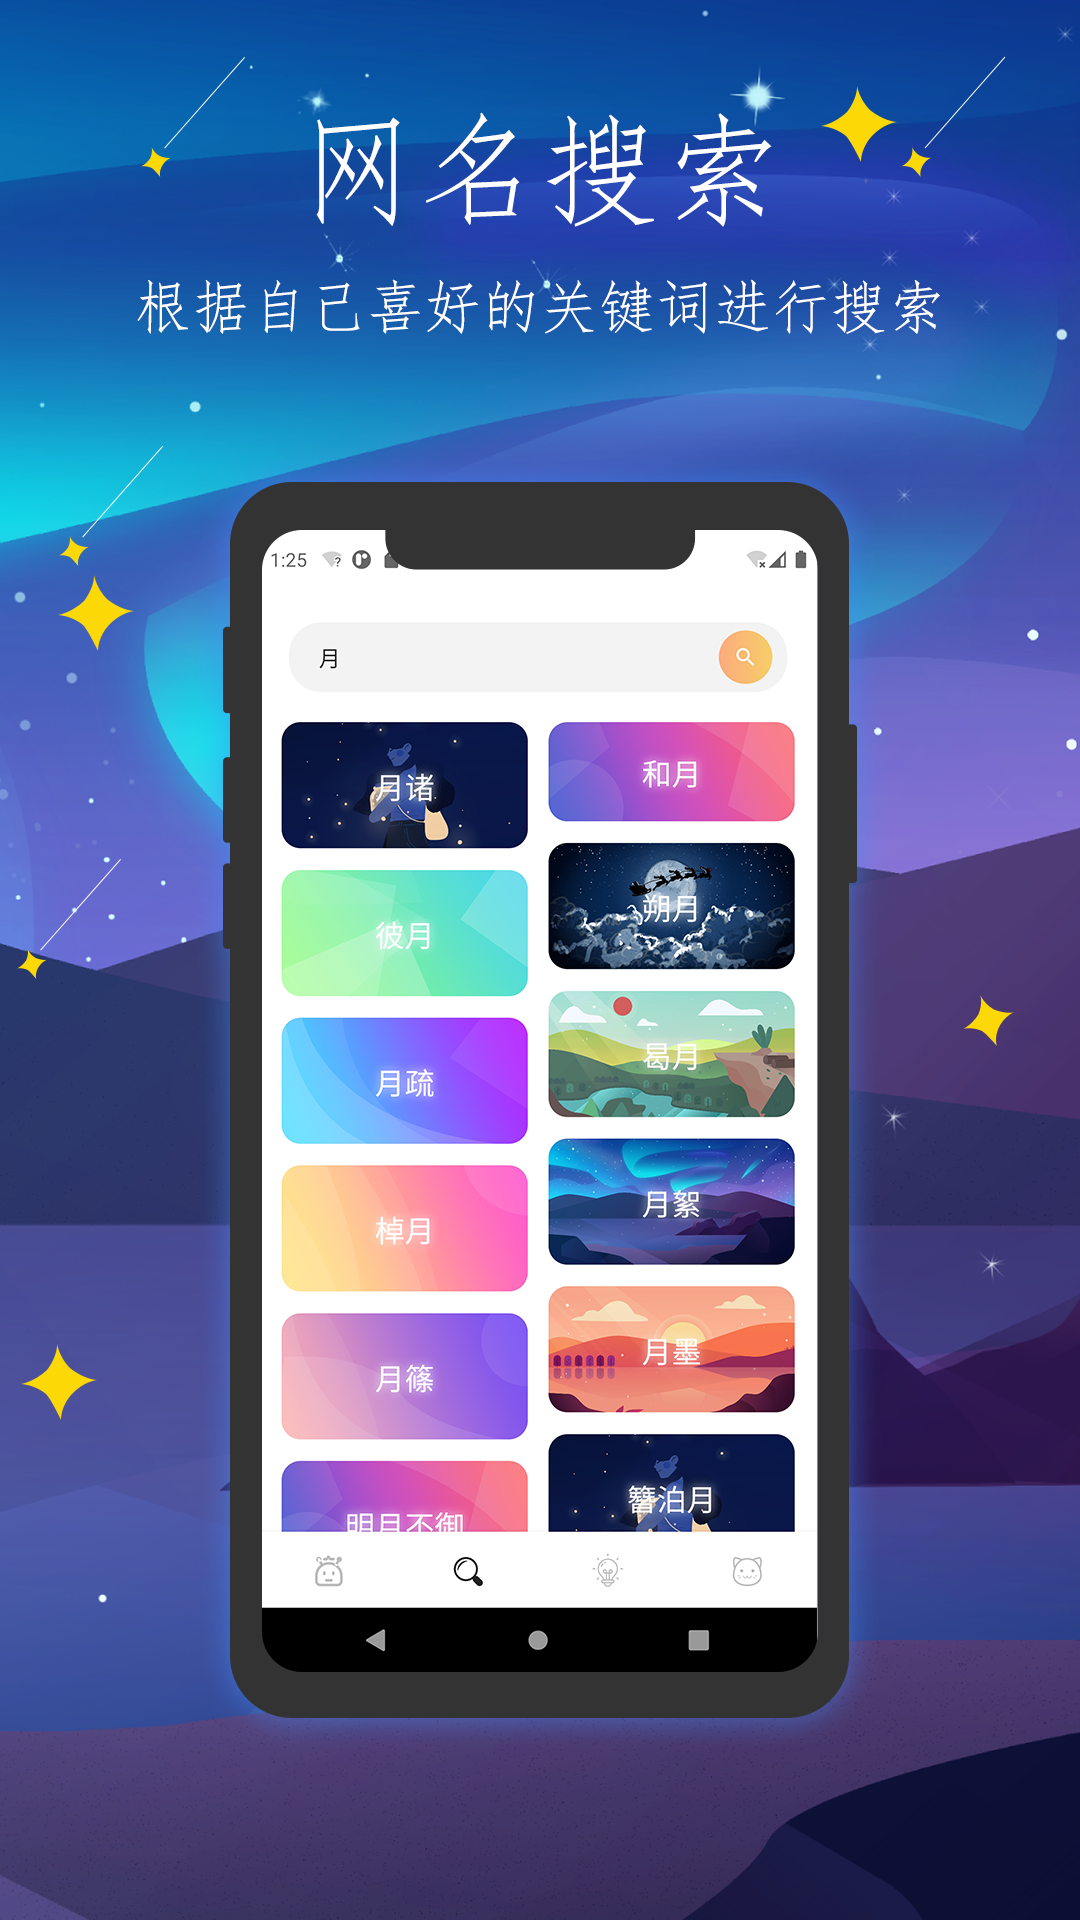 网名搜索
根据自己喜好的关键词进行搜索
1:25
月
月诸
和月
彼月
朔月
曷月
月疏
月絮
棹月
月墨
月篠
簪泊月
明月不御